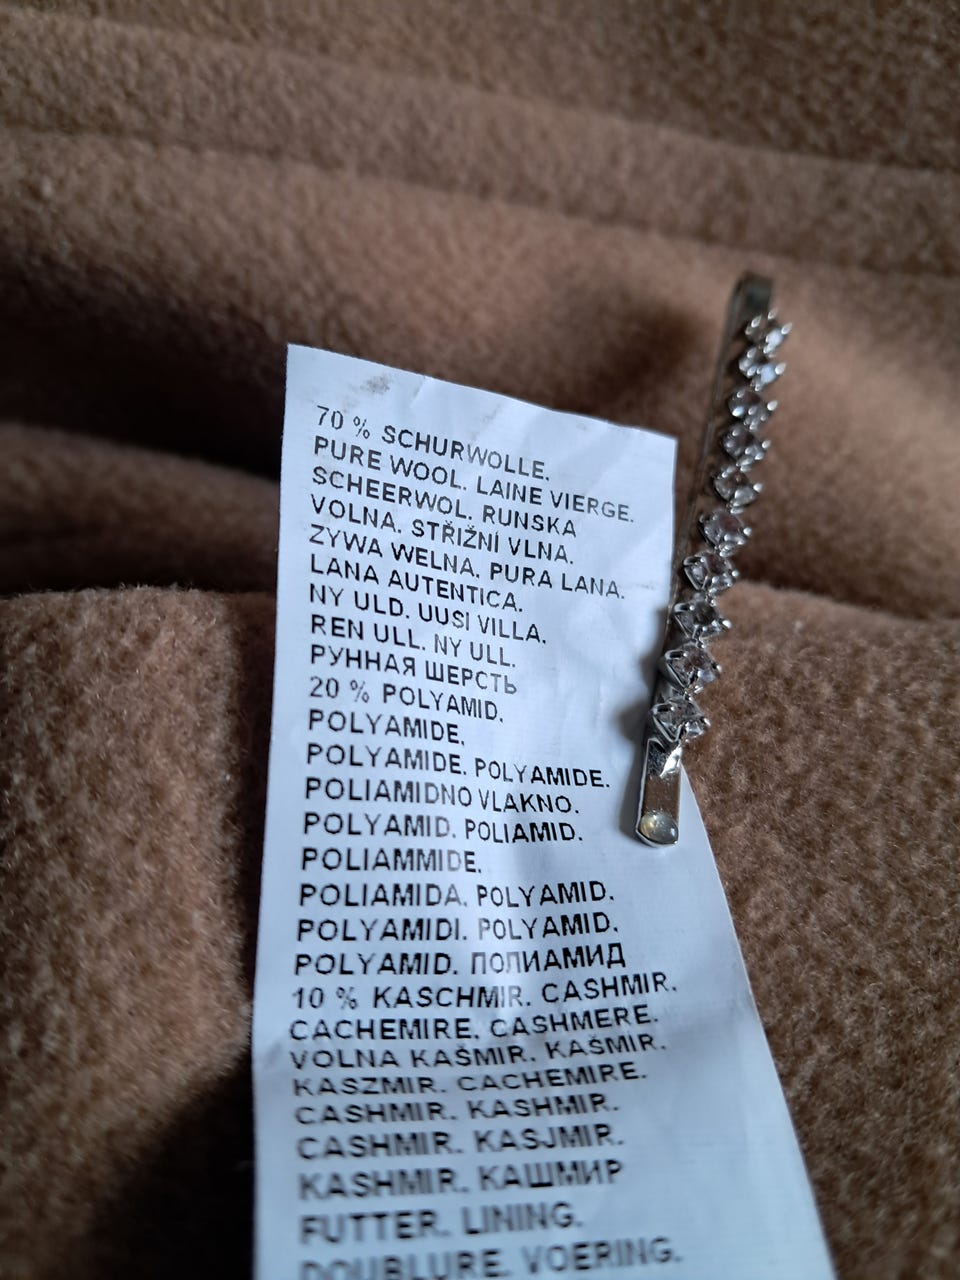 70 % SCHURWOLLE.
PURE WOOL. LAINE VIERGE.
SCHEERWOL. RUNSKA
VOLNA. STŘIŽNÍ VLNA.
ZYWA WELNA. PURA LANA.
LANA AUTENTICA.
NY ULD. UUSI VILLA.
REN ULL. NY ULL.
РУННАЯ ШЕРСТЬ
20 % POLYAMID.
POLYAMIDE.
POLYAMIDE. POLYAMIDE.
POLIAMIDNO VLAKNO.
POLYAMID. POLIAMID.
POLIAMMIDE.
POLIAMIDA. POLYAMID.
POLYAMIDI. POLYAMID.
POLYAMID. ПОЛИАМИД
10 % KASCHMIR. CASHMIR.
CACHEMIRE. CASHMERE.
VOLNA KAŠMIR. KAŠMIR.
KASZMIR. CACHEMIRE.
CASHMIR. KASHMIR.
CASHMIR. KASJMIR.
KASHMIR. КАШМИР
FUTTER. LINING.
DOUBLURE. VOERING.